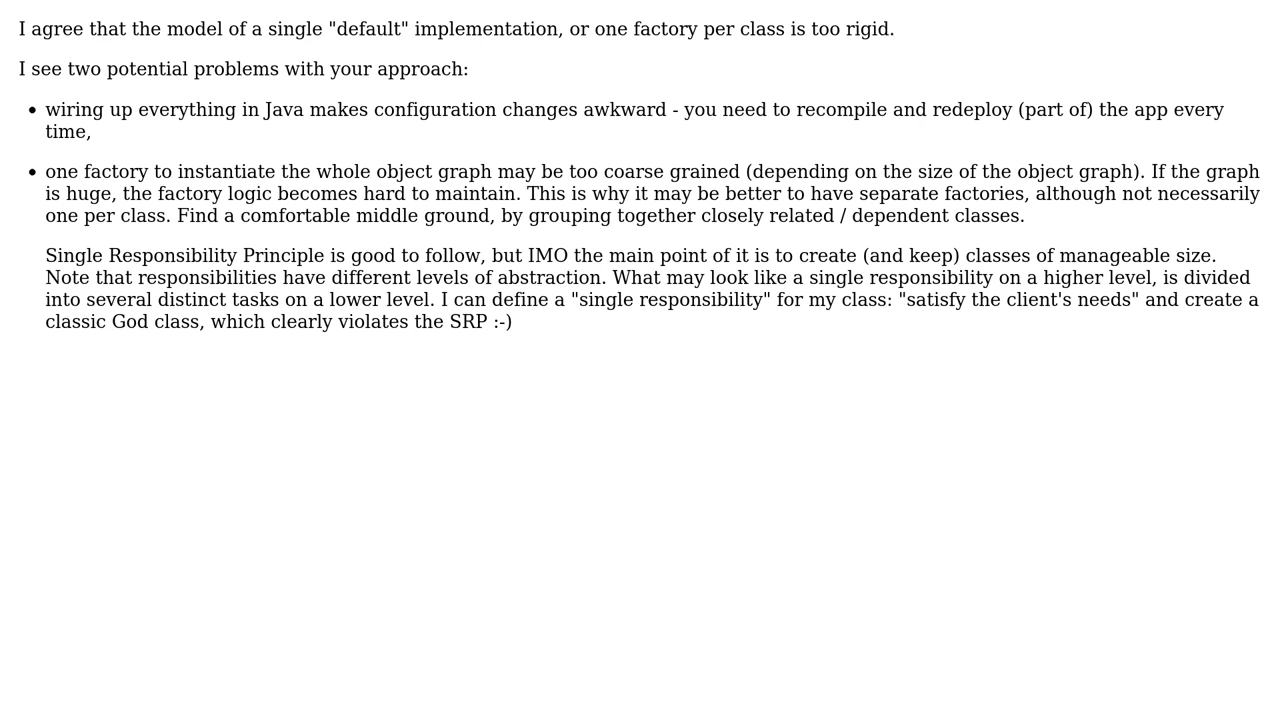 I agree that the model of a single "default" implementation, or one factory per class is too rigid.
I see two potential problems with your approach:
• wiring up everything in Java makes configuration changes awkward - you need to recompile and redeploy (part of) the app every
time,
• one factory to instantiate the whole object graph may be too coarse grained (depending on the size of the object graph). If the graph
is huge, the factory logic becomes hard to maintain. This is why it may be better to have separate factories, although not necessarily
one per class. Find a comfortable middle ground, by grouping together closely related / dependent classes.
Single Responsibility Principle is good to follow, but IMO the main point of it is to create (and keep) classes of manageable size.
Note that responsibilities have different levels of abstraction. What may look like a single responsibility on a higher level, is divided
into several distinct tasks on a lower level. I can define a "single responsibility" for my class: "satisfy the client's needs" and create a
classic God class, which clearly violates the SRP :-)